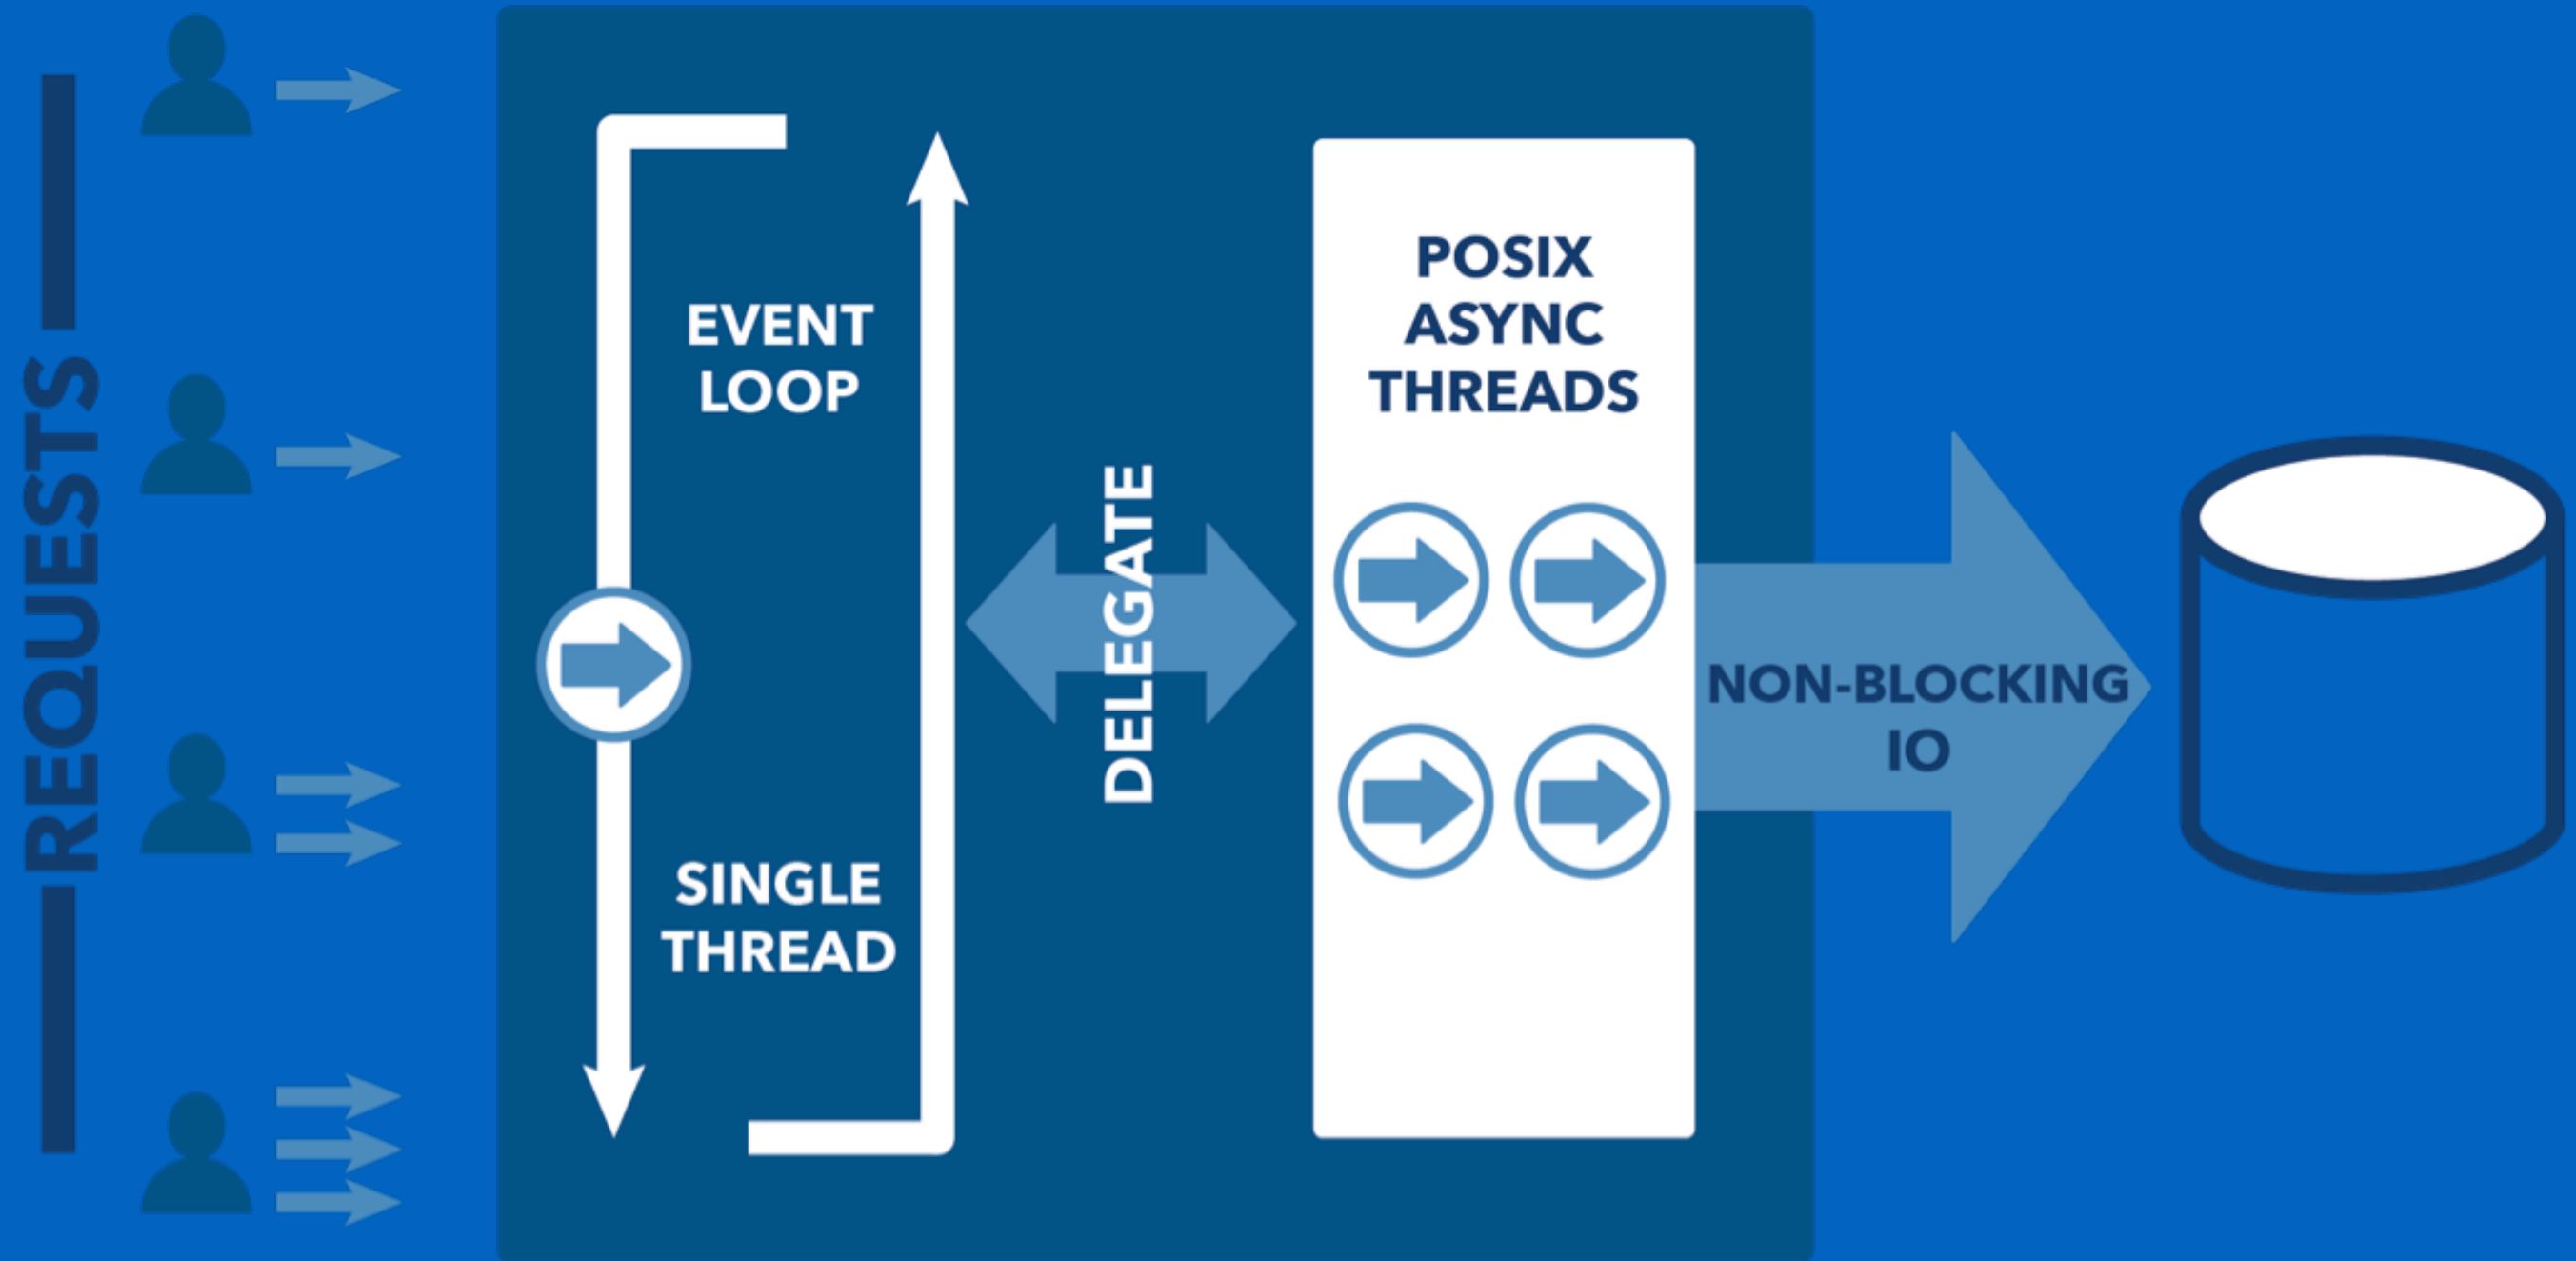 REQUESTS
EVENT
LOOP
SINGLE
THREAD
DELEGATE
POSIX
ASYNC
THREADS
NON-BLOCKING
IO